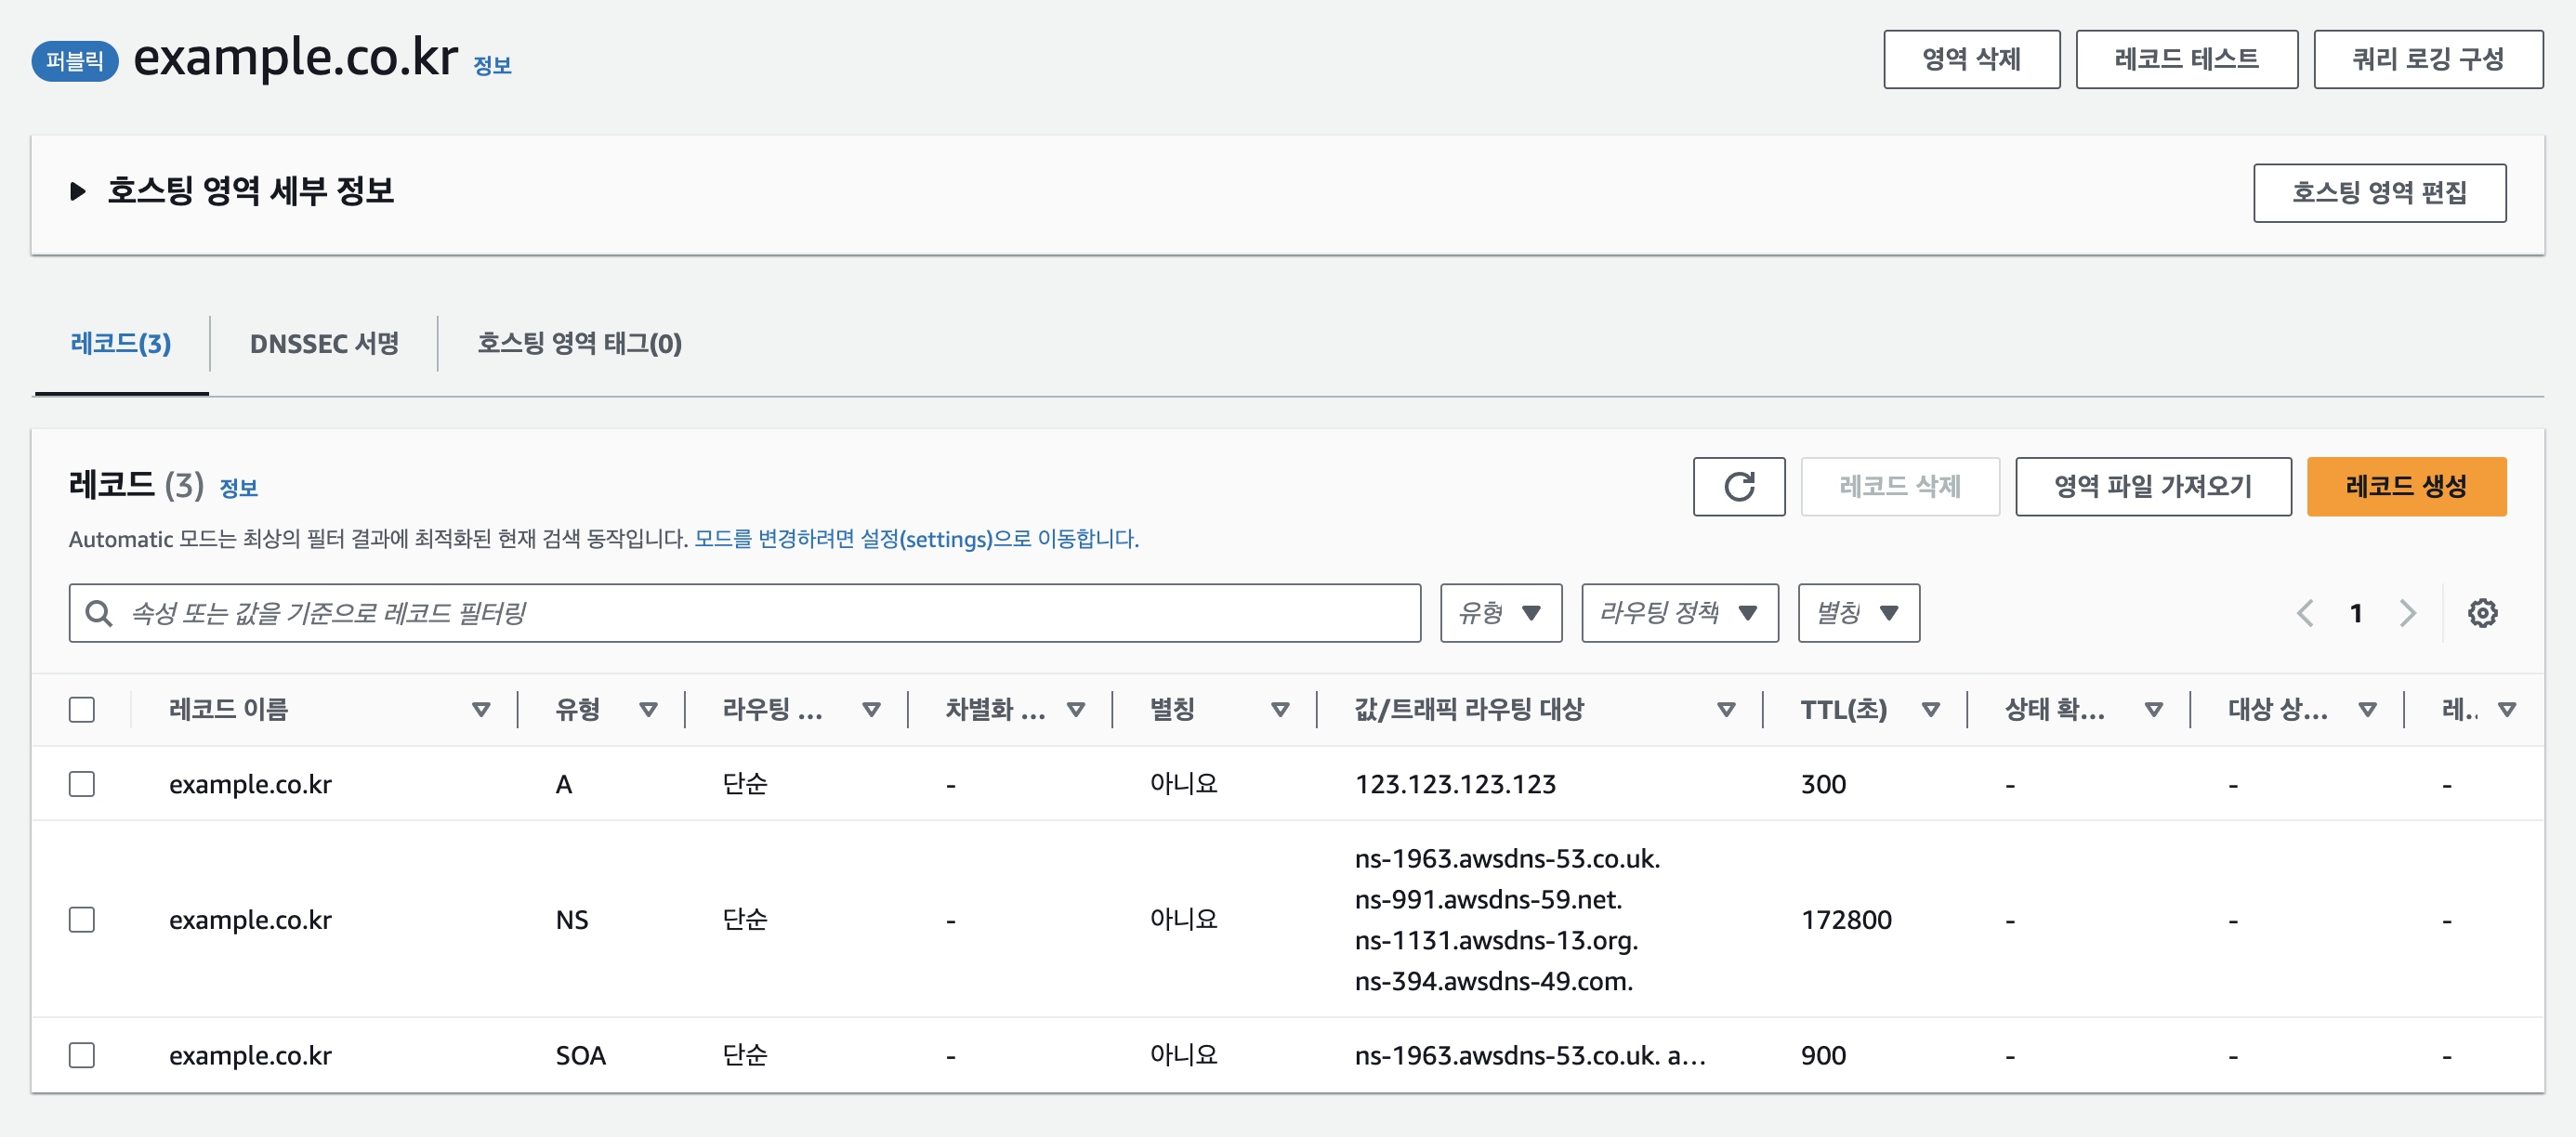 퍼블릭 example.co.kr 정보
영역 삭제 레코드 테스트 쿼리 로깅 구성
호스팅 영역 세부 정보 호스팅 영역 편집
레코드(3) DNSSEC 서명 호스팅 영역 태그(0)
레코드 (3) 정보
레코드 삭제 영역 파일 가져오기 레코드 생성
Automatic 모드는 최상의 필터 결과에 최적화된 현재 검색 동작입니다. 모드를 변경하려면 설정(settings)으로 이동합니다.
속성 또는 값을 기준으로 레코드 필터링 유형 라우팅 정책 별칭 1
레코드 이름 유형 라우팅 ... 차별화 ... 별칭 값/트래픽 라우팅 대상 TTL(초) 상태 확... 대상 상... 레..
example.co.kr A 단순 - 아니요 123.123.123.123 300 - - -
example.co.kr NS 단순 - 아니요 ns-1963.awsdns-53.co.uk.
ns-991.awsdns-59.net.
ns-1131.awsdns-13.org.
ns-394.awsdns-49.com. 172800 - - -
example.co.kr SOA 단순 - 아니요 ns-1963.awsdns-53.co.uk. a... 900 - - -